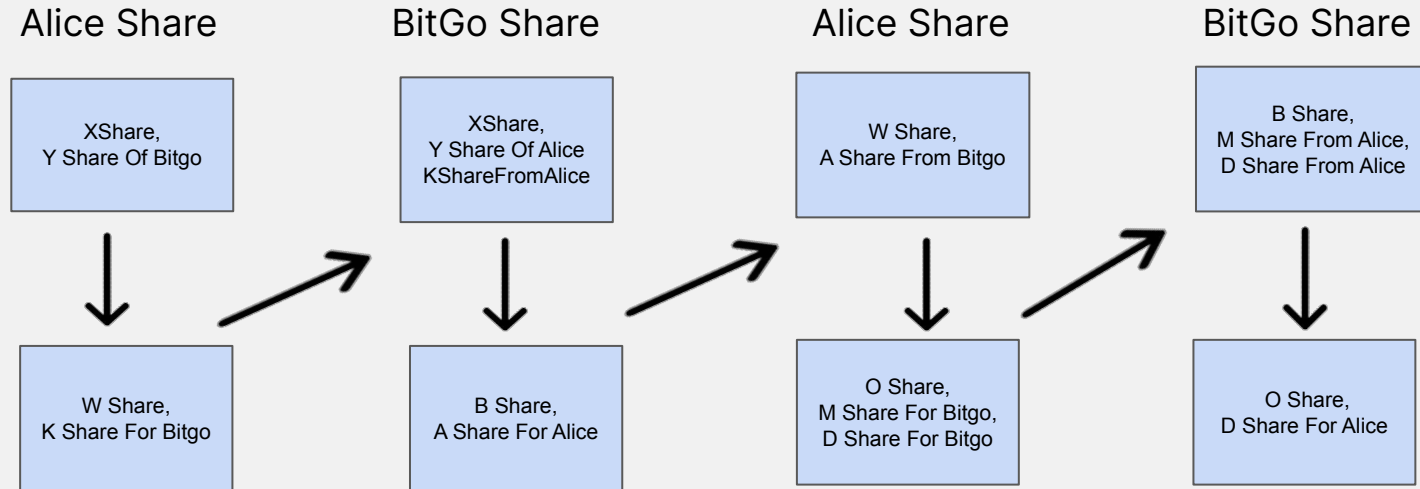 Alice Share
BitGo Share
Alice Share
BitGo Share
XShare,
Y Share Of Bitgo
XShare,
Y Share Of Alice
KShareFromAlice
W Share,
A Share From Bitgo
B Share,
M Share From Alice,
D Share From Alice
W Share,
K Share For Bitgo
B Share,
A Share For Alice
O Share,
M Share For Bitgo,
D Share For Bitgo
O Share,
D Share For Alice